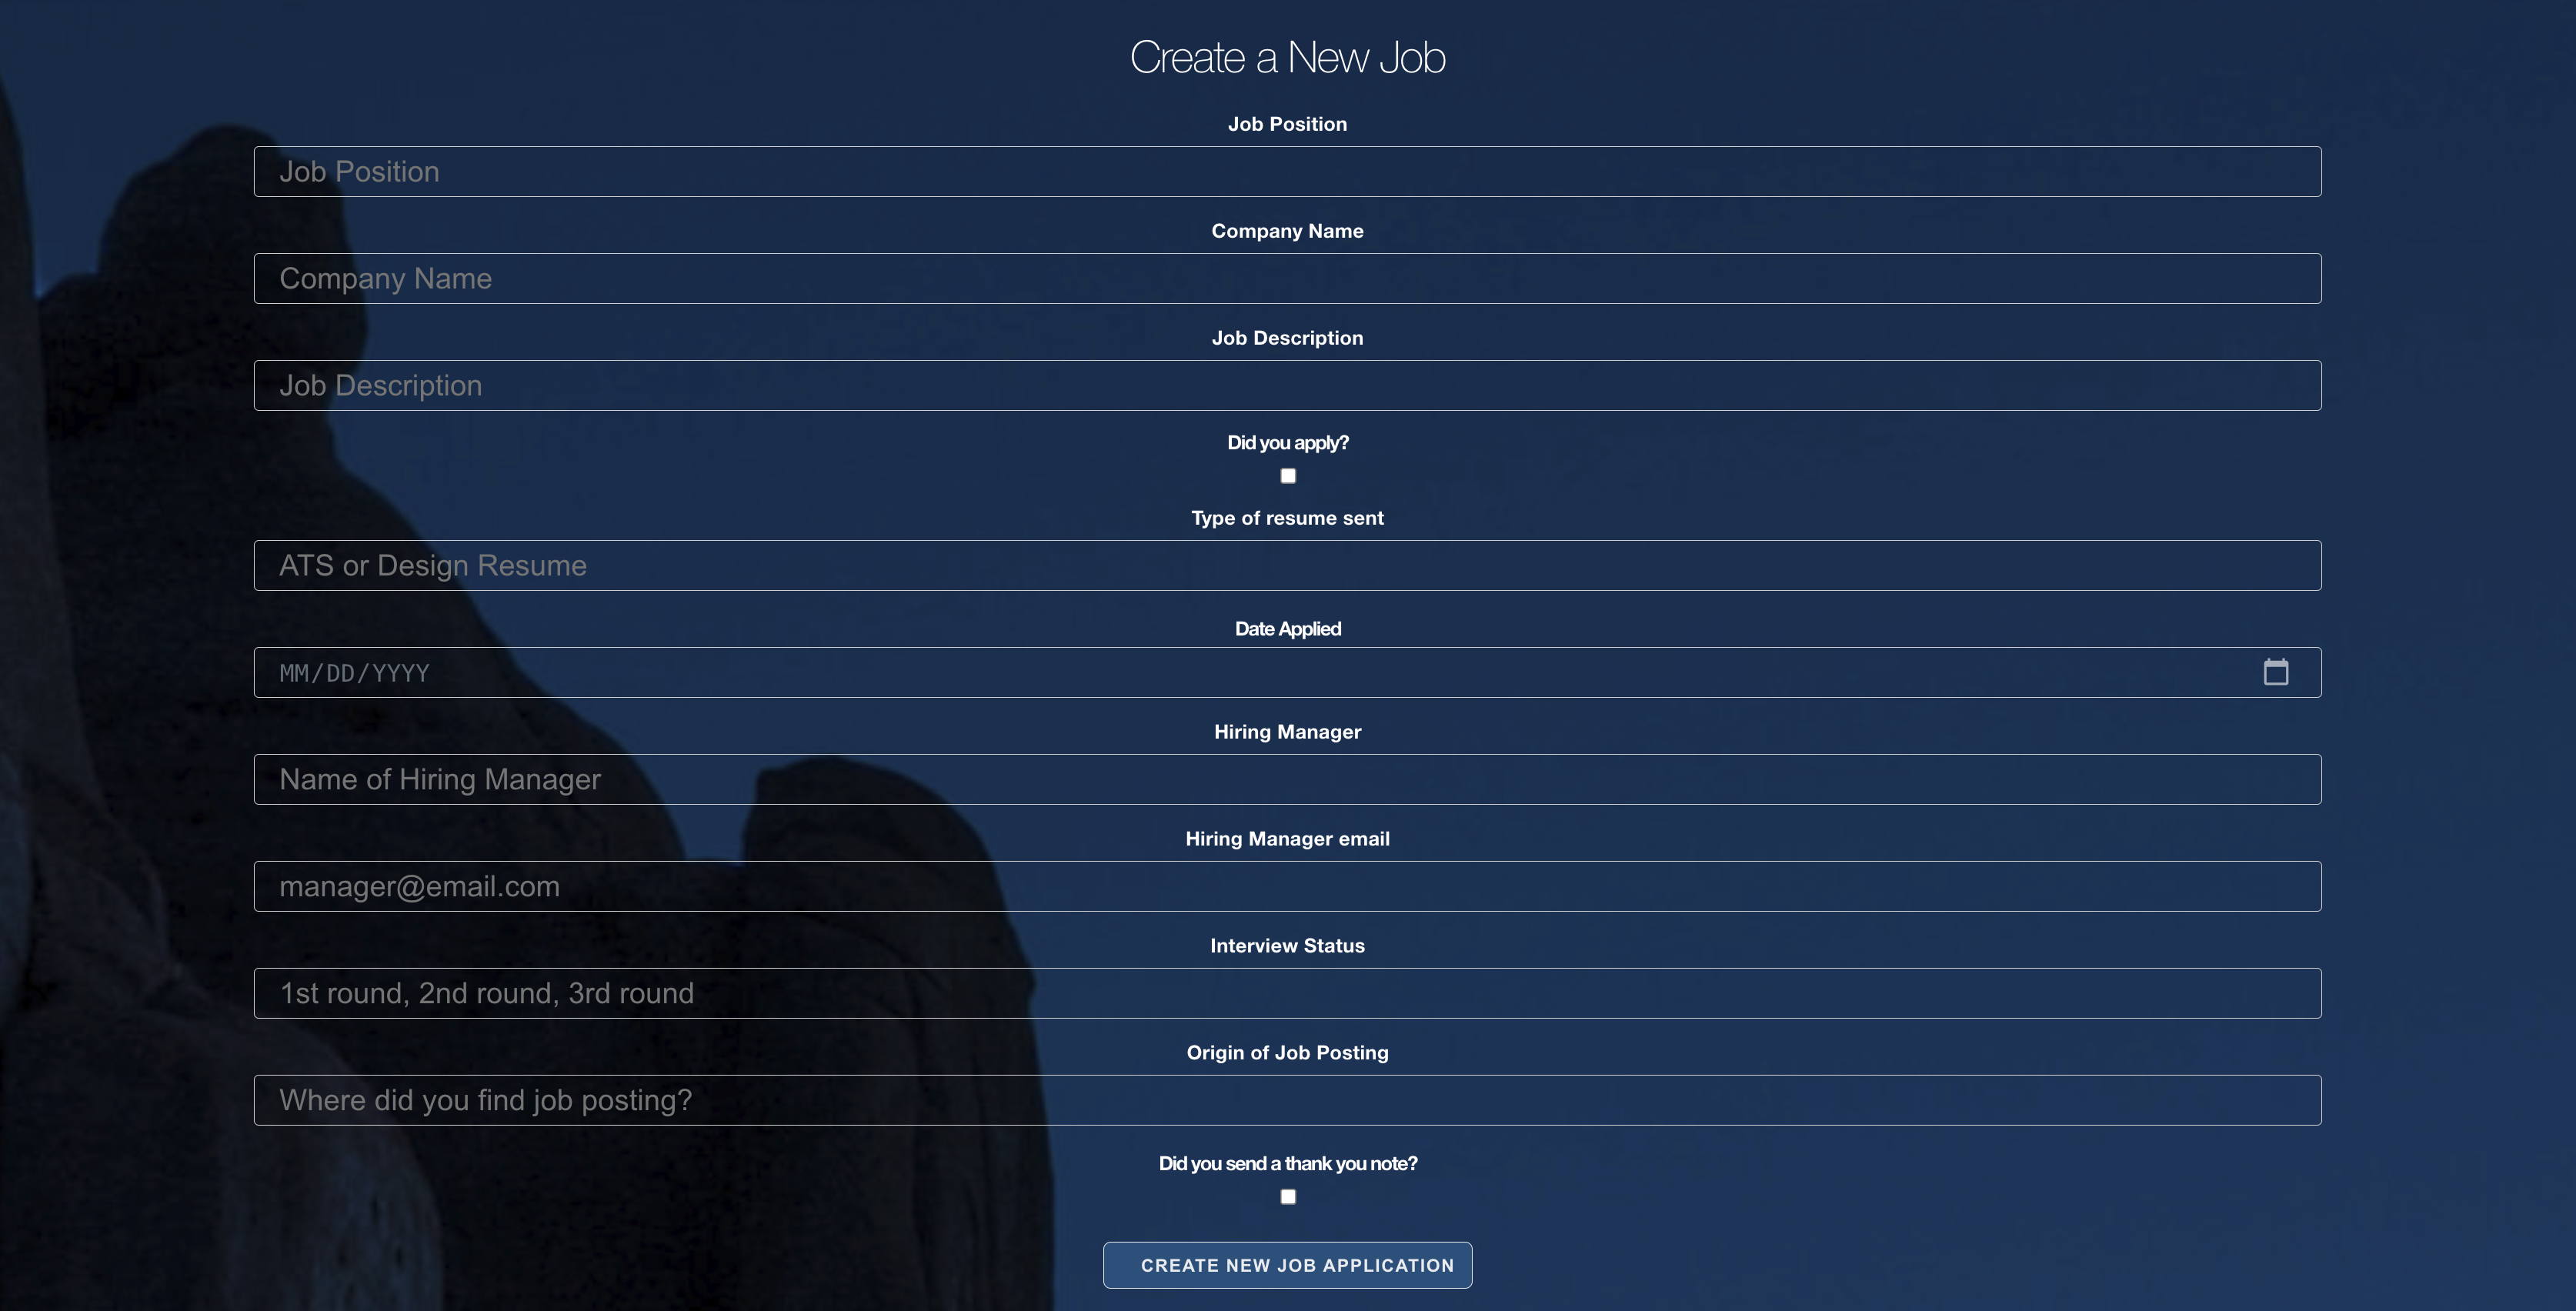 Create a New Job
Job Position
Job Position
Company Name
Company Name
Job Description
Job Description
Did you apply?
Type of resume sent
ATS or Design Resume
Date Applied
MM/DD/YYYY
Hiring Manager
Name of Hiring Manager
Hiring Manager email
manager@email.com
Interview Status
1st round, 2nd round, 3rd round
Origin of Job Posting
Where did you find job posting?
Did you send a thank you note?
CREATE NEW JOB APPLICATION